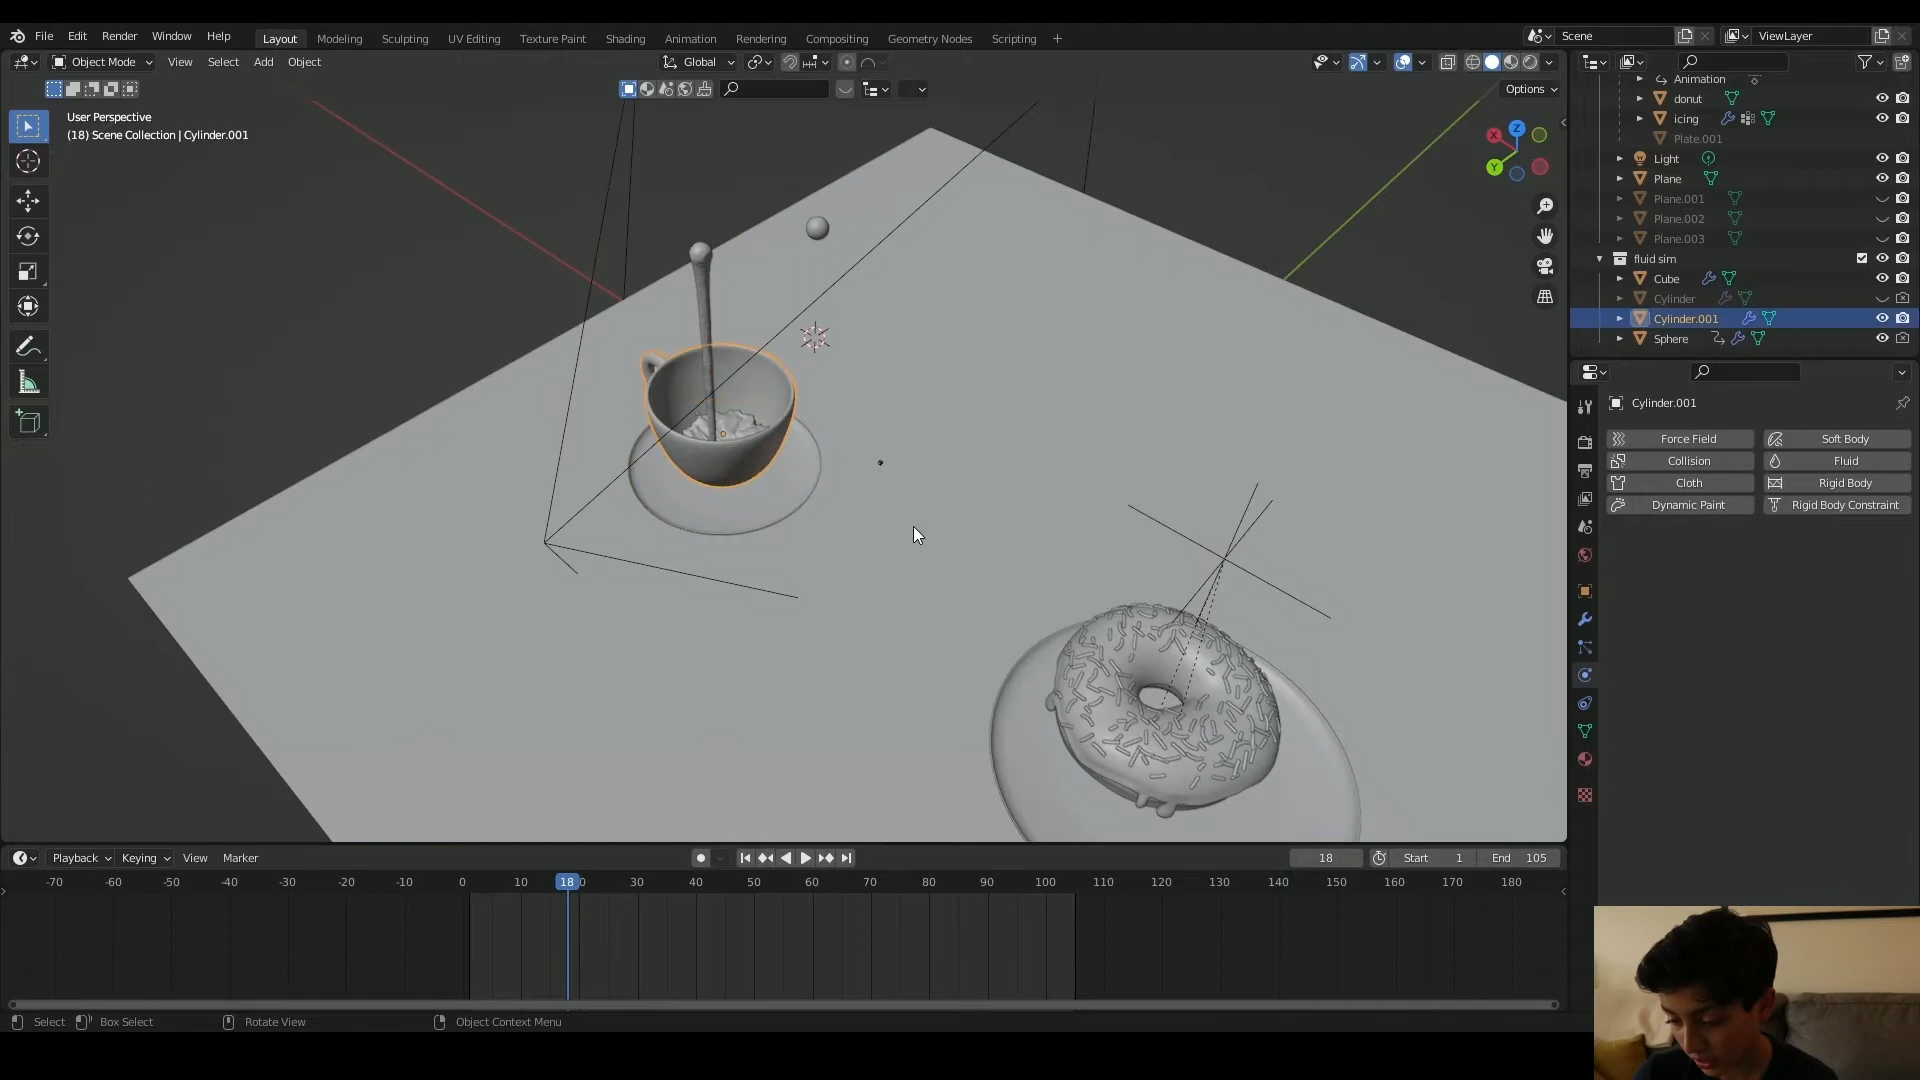 File Edit Render Window Help Layout Modeling Sculpting UV Editing Texture Paint Shading Animation Rendering Compositing Geometry Nodes Scripting + Scene ViewLayer
Object Mode View Select Add Object Global
Options
User Perspective
(18) Scene Collection | Cylinder.001
X
Y
Z
Animation
donut
icing
Plate.001
Light
Plane
Plane.001
Plane.002
Plane.003
fluid sim
Cube
Cylinder
Cylinder.001
Sphere
Cylinder.001
Force Field Soft Body
Collision Fluid
Cloth Rigid Body
Dynamic Paint Rigid Body Constraint
Playback Keying View Marker 18 Start 1 End 105
-70 -60 -50 -40 -30 -20 -10 0 10 18 0 30 40 50 60 70 80 90 100 110 120 130 140 150 160 170 180
Select Box Select Rotate View Object Context Menu